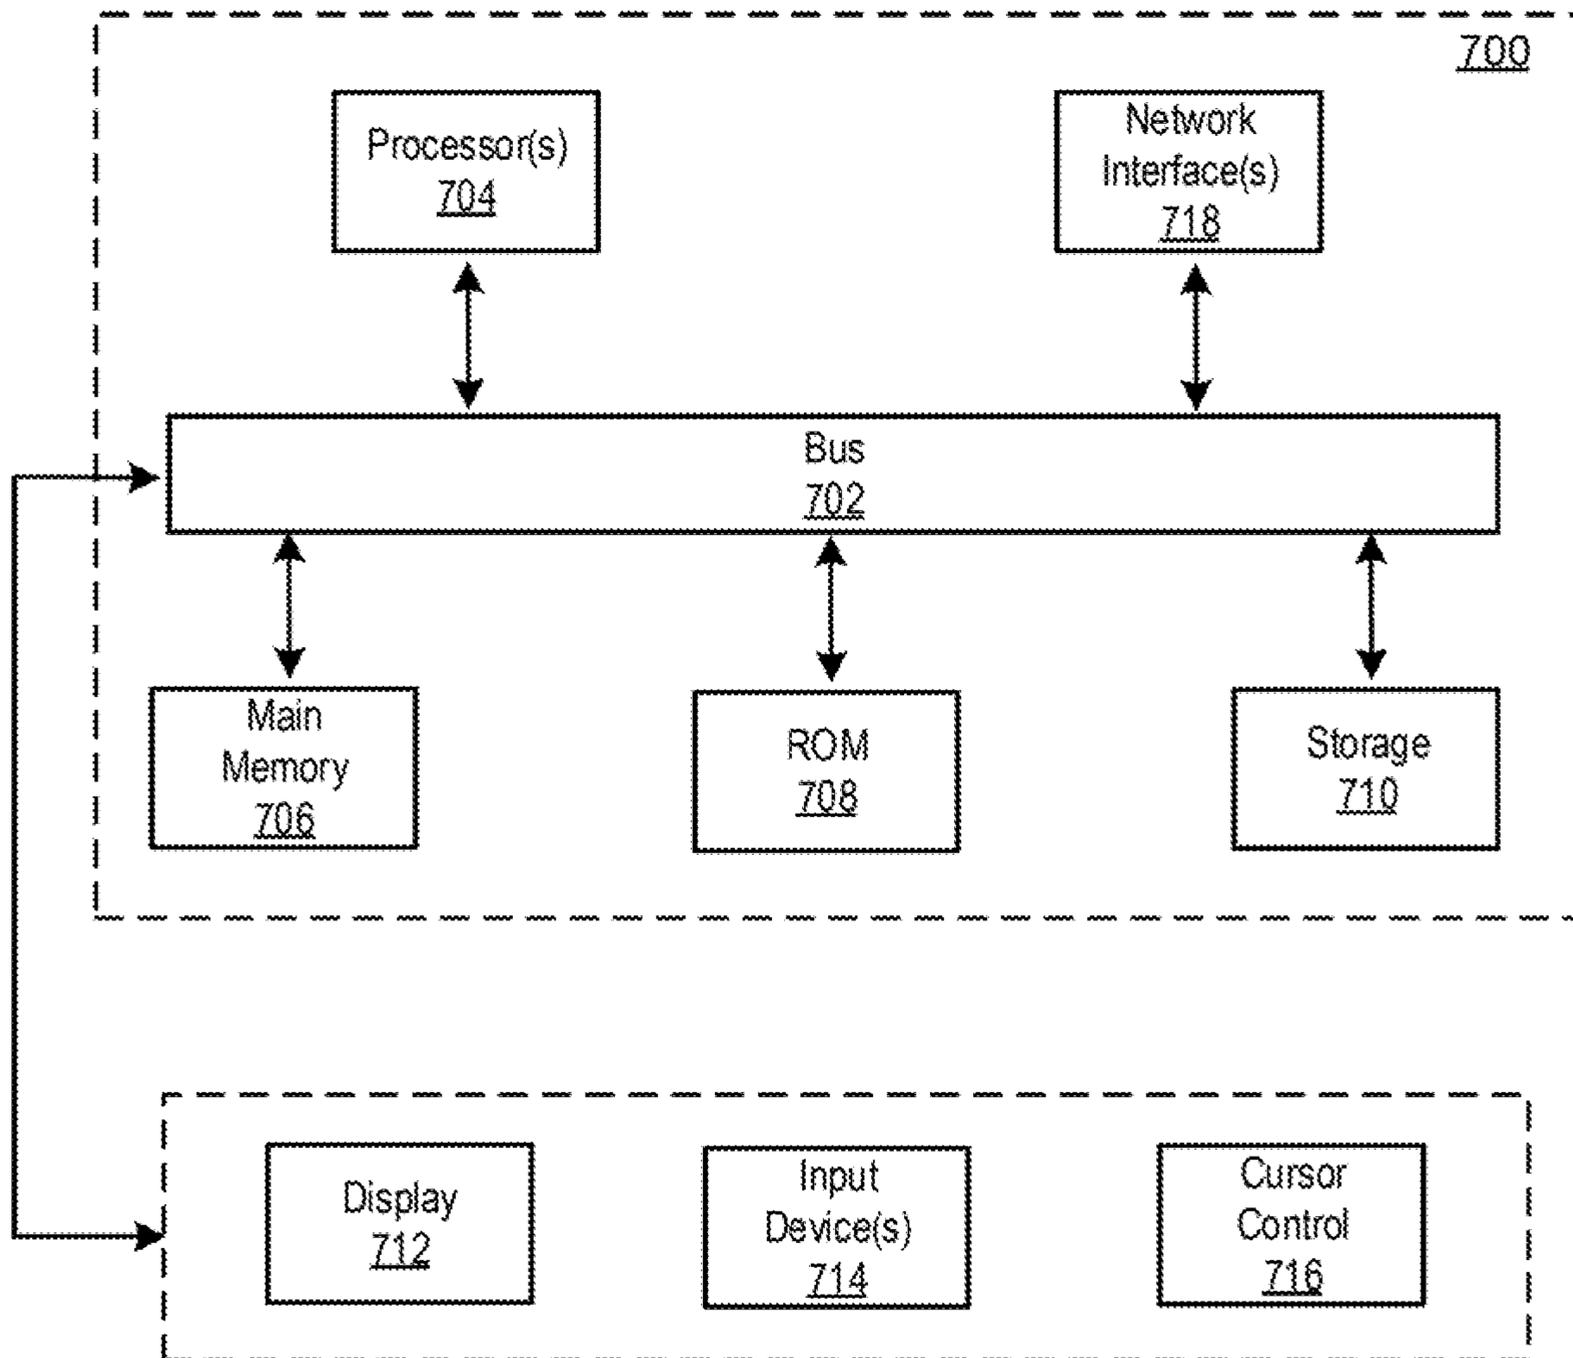 700
Processor(s)
704
Network
Interface(s)
718
Bus
702
Main
Memory
706
ROM
708
Storage
710
Display
712
Input
Device(s)
714
Cursor
Control
716